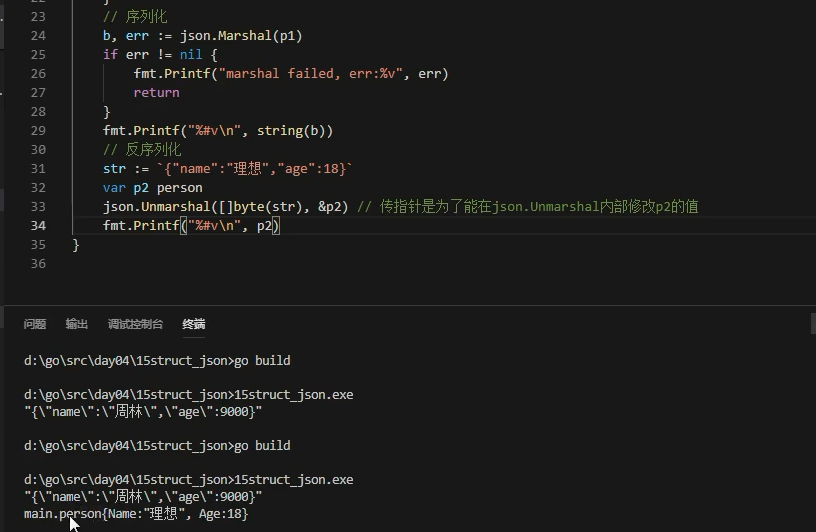 23 // 序列化
24 b, err := json.Marshal(p1)
25 if err != nil {
26 fmt.Printf("marshal failed, err:%v", err)
27 return
28 }
29 fmt.Printf("%#v\n", string(b))
30 // 反序列化
31 str := `{"name":"理想","age":18}`
32 var p2 person
33 json.Unmarshal([]byte(str), &p2) // 传指针是为了能在json.Unmarshal内部修改p2的值
34 fmt.Printf("%#v\n", p2)
35 }
36
问题 输出 调试控制台 终端
d:\go\src\day04\15struct_json>go build
d:\go\src\day04\15struct_json>15struct_json.exe
"{\"name\":\"周林\",\"age\":9000}"
d:\go\src\day04\15struct_json>go build
d:\go\src\day04\15struct_json>15struct_json.exe
"{\"name\":\"周林\",\"age\":9000}"
main.person{Name:"理想", Age:18}